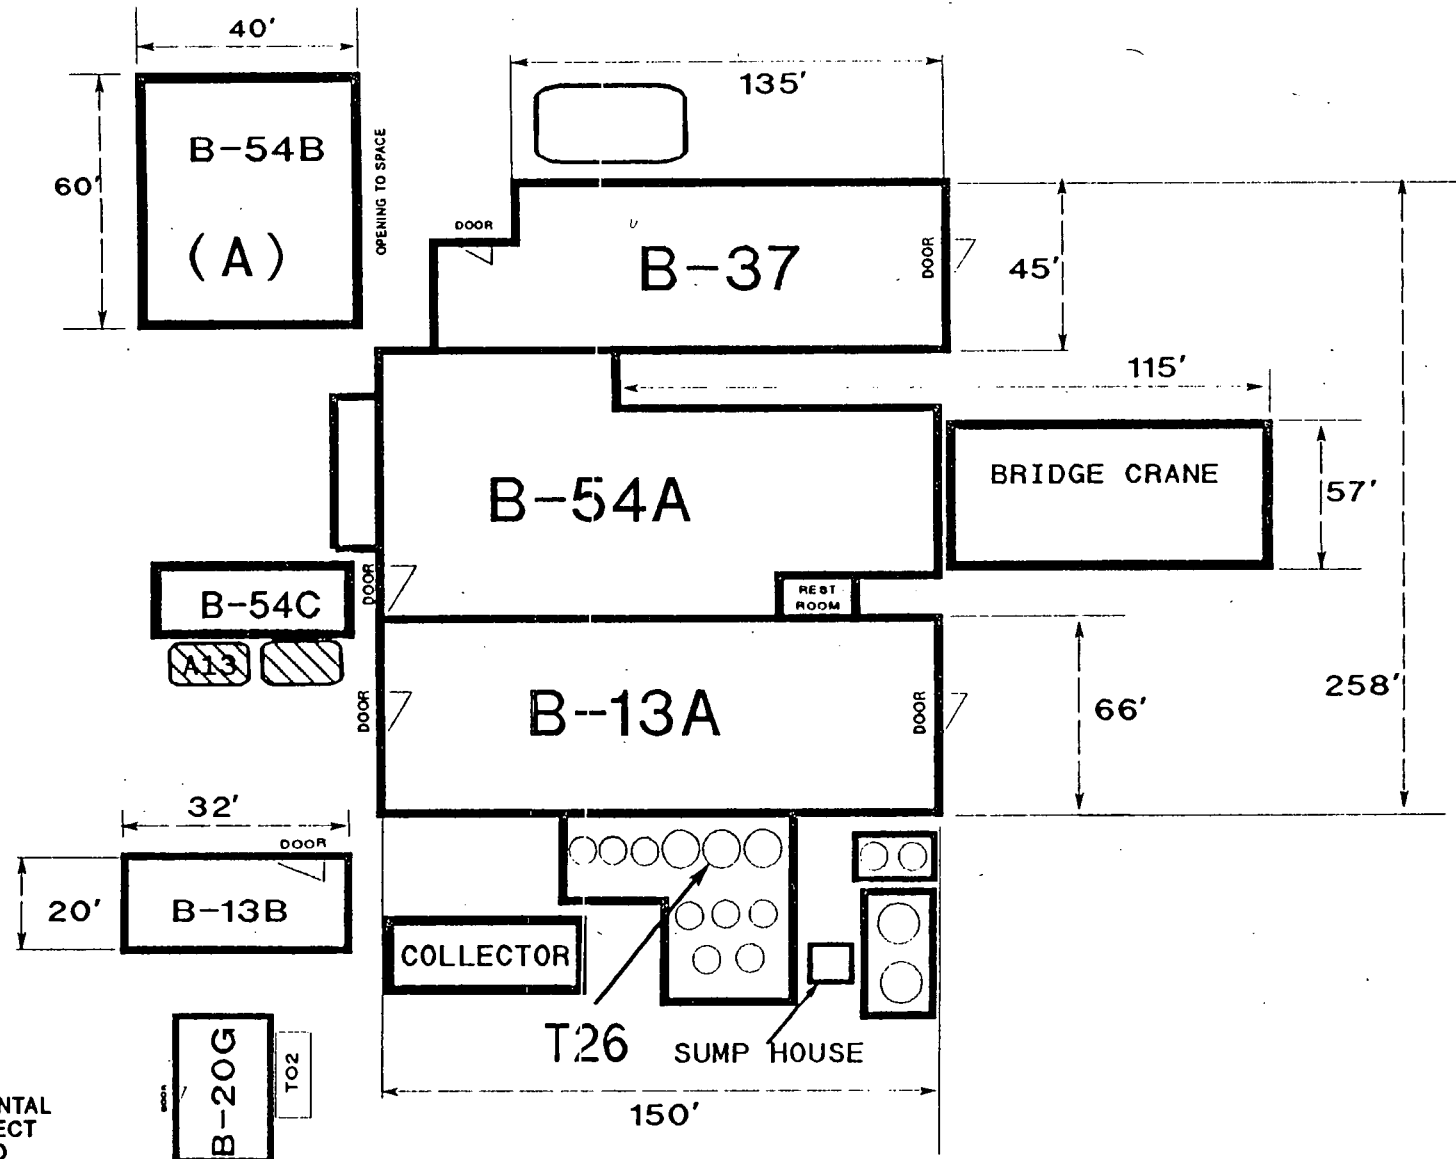 40'
135'
B-54B
60'
(A)
OPENING TO SPACE
DOOR
B-37
DOOR
45'
115'
BRIDGE CRANE
57'
B-54A
DOOR
B-54C
REST
ROOM
A13
258'
66'
DOOR
B-13A
DOOR
32'
DOOR
20'
B-13B
COLLECTOR
T26
SUMP HOUSE
DOOR
B-20G
TO2
150'
NTAL
ECT